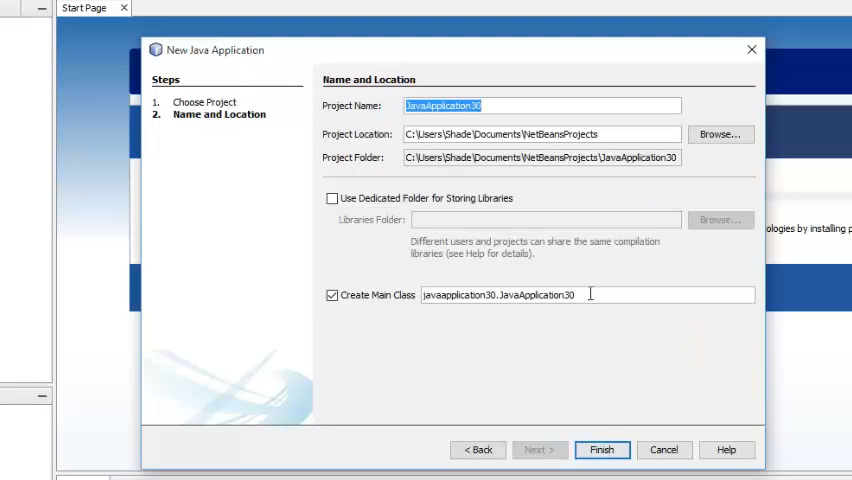 Start Page
New Java Application
Steps
1. Choose Project
2. Name and Location
Name and Location
Project Name: JavaApplication30
Project Location: C:\Users\Shade\Documents\NetBeansProjects Browse...
Project Folder: C:\Users\Shade\Documents\NetBeansProjects\JavaApplication30
Use Dedicated Folder for Storing Libraries
Libraries Folder: Browse...
Different users and projects can share the same compilation
libraries (see Help for details).
ologies by installing p
Create Main Class javaapplication30.JavaApplication30
< Back Next > Finish Cancel Help